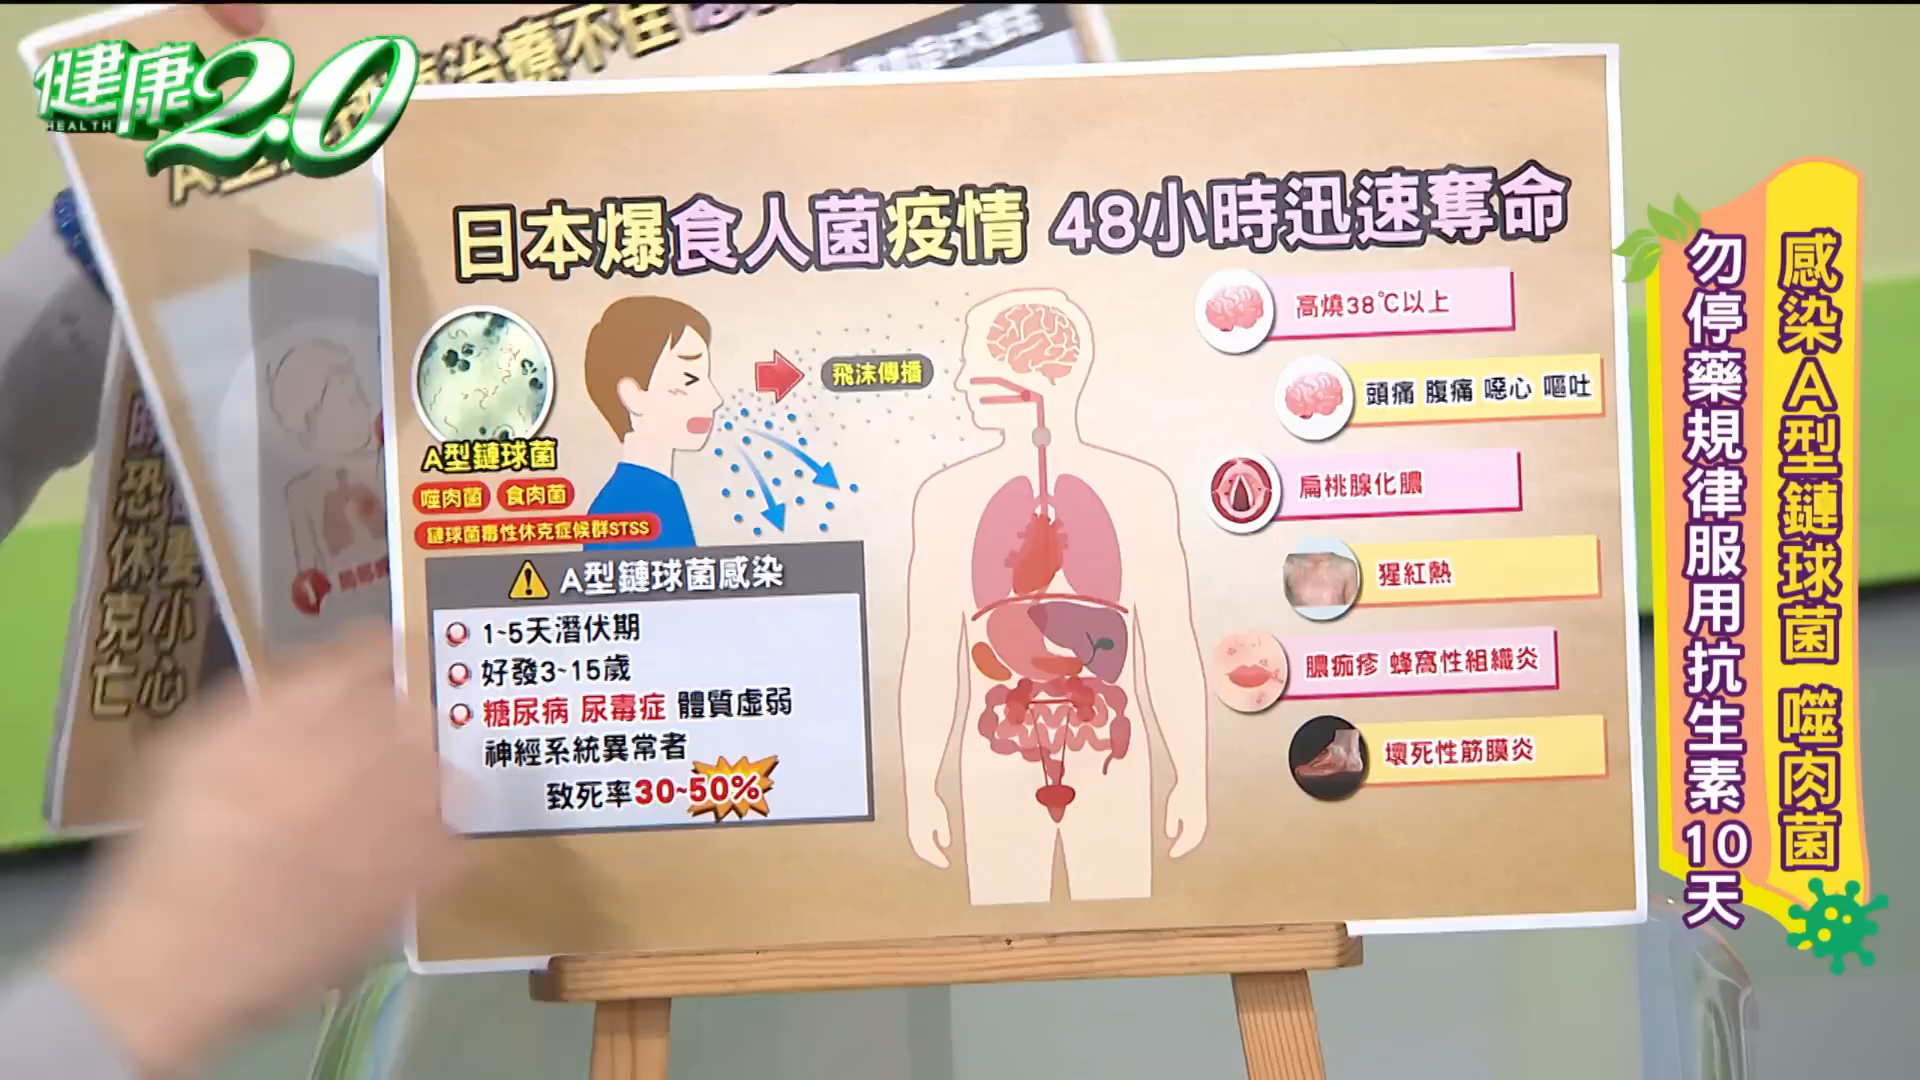 健康2.0
HEALTH
治療不住
日本爆食人菌疫情 48小時迅速奪命
A型鏈球菌
噬肉菌 食肉菌
鏈球菌毒性休克症候群STSS
飛沫傳播
A型鏈球菌感染
1~5天潛伏期
好發3~15歲
糖尿病 尿毒症 體質虛弱
神經系統異常者
致死率30~50%
高燒38℃以上
頭痛 腹痛 噁心 嘔吐
扁桃腺化膿
猩紅熱
膿痂疹 蜂窩性組織炎
壞死性筋膜炎
恐休克亡
小心
感染A型鏈球菌 噬肉菌
勿停藥規律服用抗生素10天